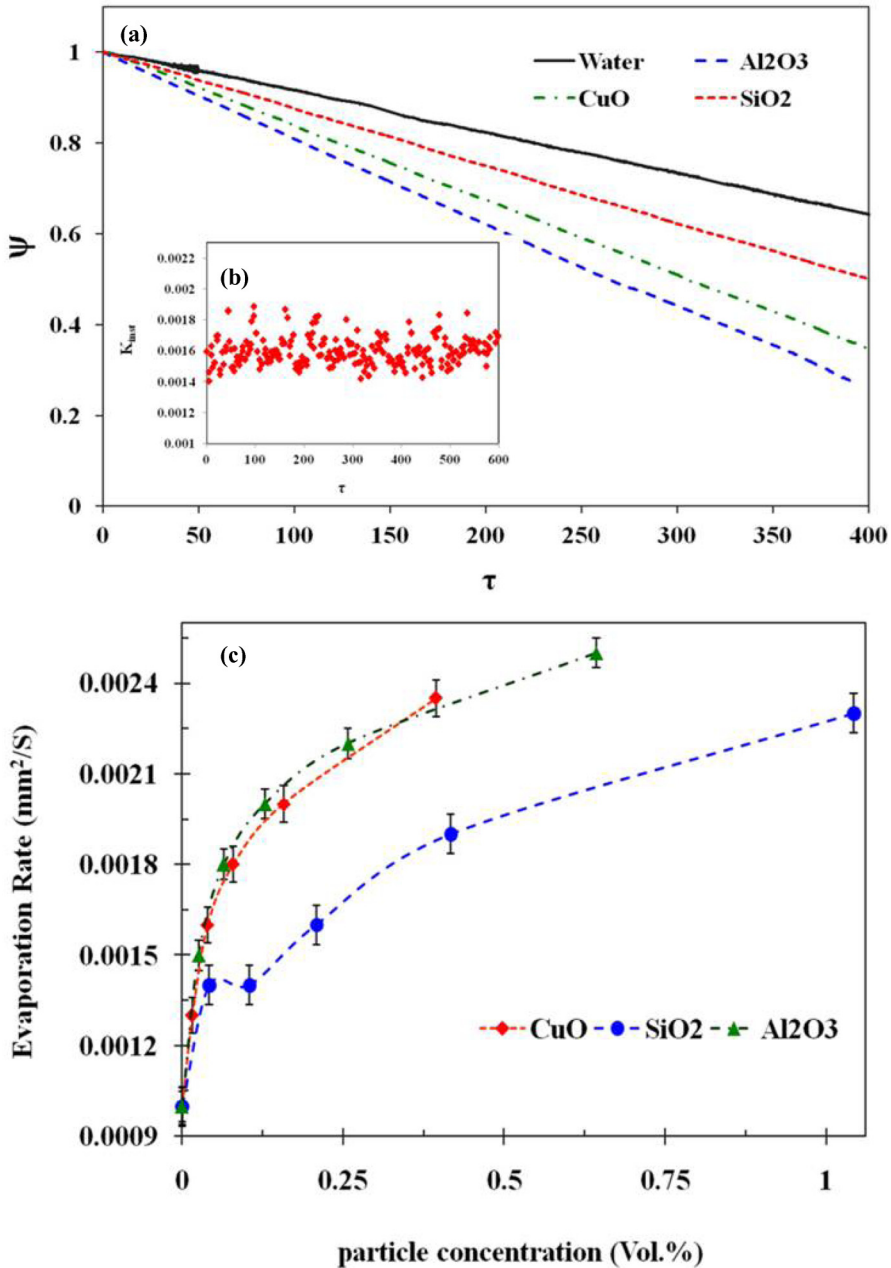 (a)
1
Water
Al2O3
CuO
SiO2
0.8
0.6
0.4
0.2
0
Ψ
0 50 100 150 200 250 300 350 400
τ
(b)
0.0022
0.002
0.0018
0.0016
0.0014
0.0012
0.001
K_inst
0 100 200 300 400 500 600
τ
(c)
0.0024
0.0021
0.0018
0.0015
0.0012
0.0009
Evaporation Rate (mm²/S)
CuO SiO2 Al2O3
0 0.25 0.5 0.75 1
particle concentration (Vol.%)